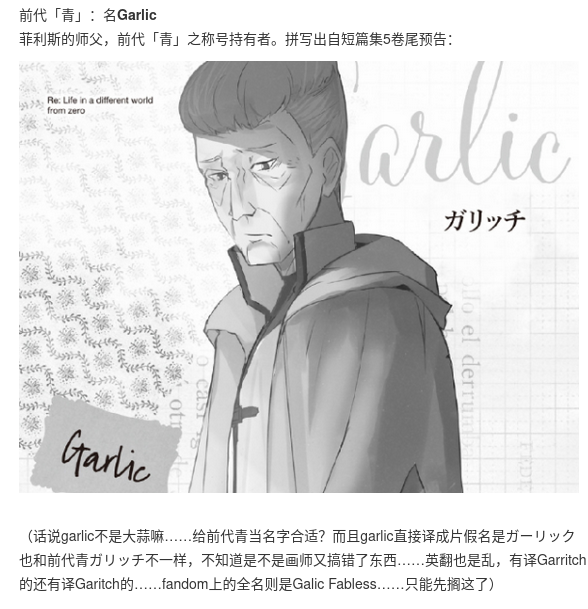 前代「青」：名Garlic
菲利斯的师父，前代「青」之称号持有者。拼写出自短篇集5卷尾预告：
Re: Life in a different world
from zero
arlic
ガリッチ
Garlic
（话说garlic不是大蒜嘛……给前代青当名字合适？而且garlic直接译成片假名是ガーリック
也和前代青ガリッチ不一样，不知道是不是画师又搞错了东西……英翻也是乱，有译Garritch
的还有译Garitch的……fandom上的全名则是Galic Fabless……只能先搁这了）